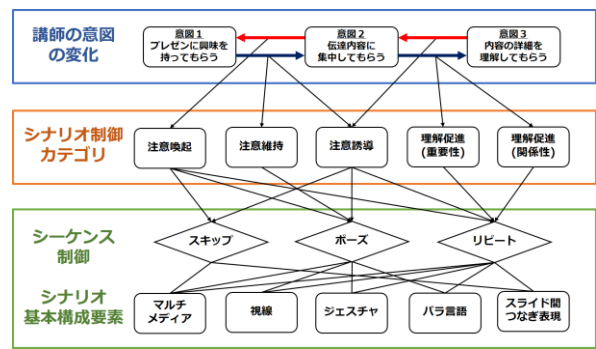 講師の意図
の変化
意図1
プレゼンに興味を
持ってもらう
意図2
伝達内容に
集中してもらう
意図3
内容の詳細を
理解してもらう
シナリオ制御
カテゴリ
注意喚起
注意維持
注意誘導
理解促進
(重要性)
理解促進
(関係性)
シーケンス
制御
スキップ
ポーズ
リピート
シナリオ
基本構成要素
マルチ
メディア
視線
ジェスチャ
パラ言語
スライド間
つなぎ表現